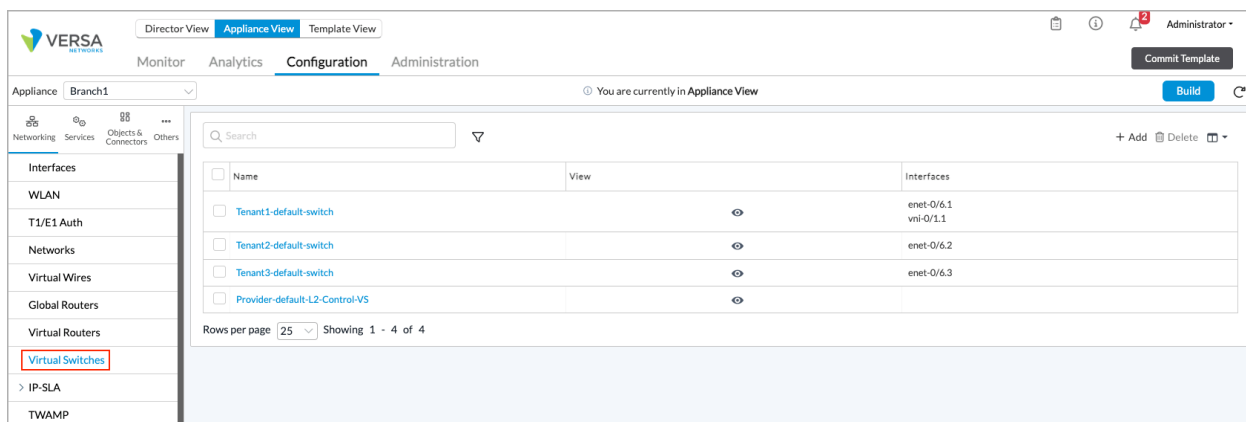 Director View Appliance View Template View
2
Administrator
VERSA
NETWORKS
Monitor Analytics Configuration Administration
Commit Template
Appliance Branch1
You are currently in Appliance View
Build
Networking Services Objects & Connectors Others
Search
+ Add Delete
Interfaces
WLAN
T1/E1 Auth
Networks
Virtual Wires
Global Routers
Virtual Routers
Virtual Switches
> IP-SLA
TWAMP
Name View Interfaces
Tenant1-default-switch enet-0/6.1
vni-0/1.1
Tenant2-default-switch enet-0/6.2
Tenant3-default-switch enet-0/6.3
Provider-default-L2-Control-VS
Rows per page 25 Showing 1 - 4 of 4